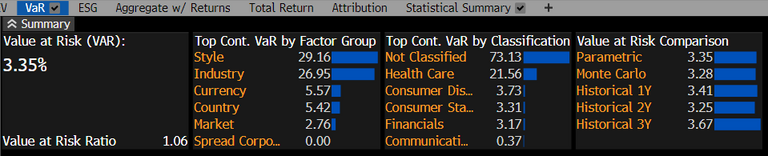 V VaR ESG Aggregate w/ Returns Total Return Attribution Statistical Summary +
Summary
Value at Risk (VAR):
3.35%
Value at Risk Ratio 1.06
Top Cont. VaR by Factor Group
Style 29.16
Industry 26.95
Currency 5.57
Country 5.42
Market 2.76
Spread Corpo... 0.00
Top Cont. VaR by Classification
Not Classified 73.13
Health Care 21.56
Consumer Dis... 3.73
Consumer Sta... 3.31
Financials 3.17
Communicati... 0.37
Value at Risk Comparison
Parametric 3.35
Monte Carlo 3.28
Historical 1Y 3.41
Historical 2Y 3.25
Historical 3Y 3.67